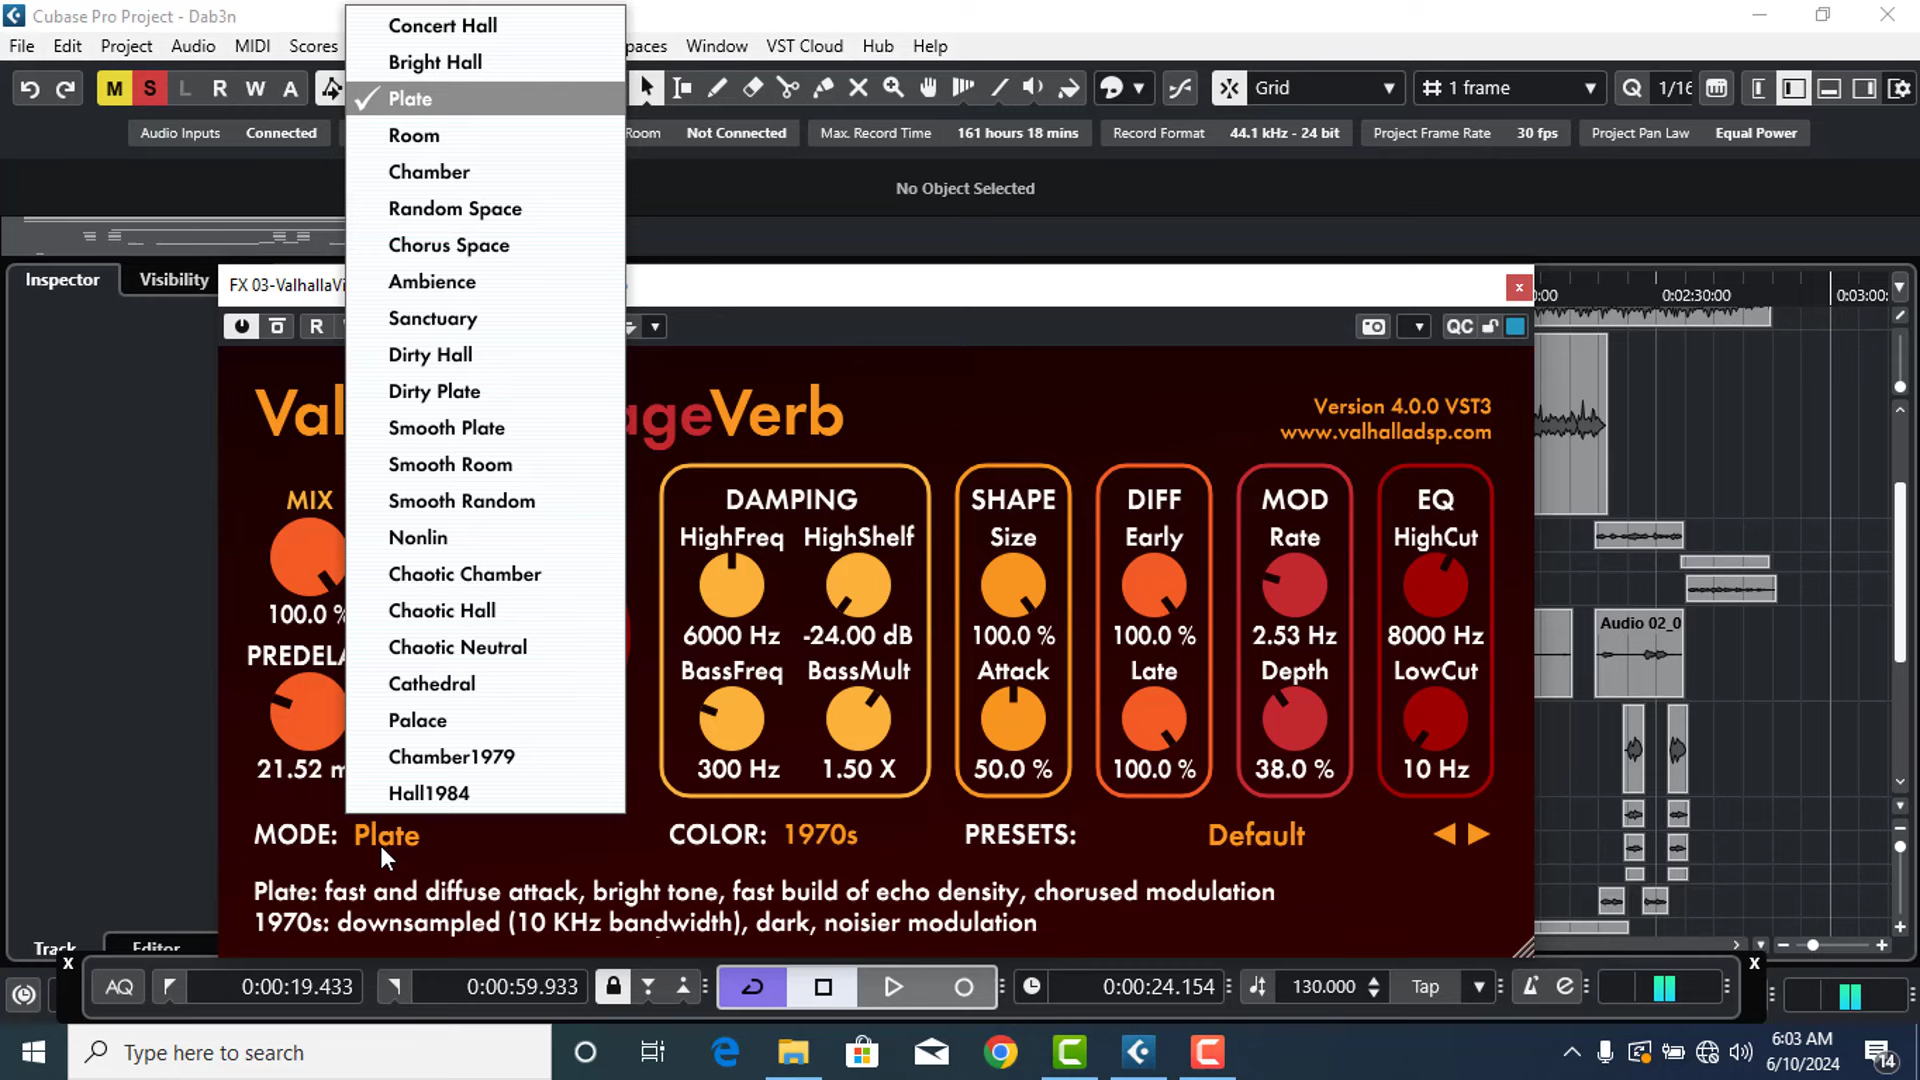 Cubase Pro Project - Dab3n
File Edit Project Audio MIDI Scores
paces Window VST Cloud Hub Help
Concert Hall
Bright Hall
Plate
Room
Chamber
Random Space
Chorus Space
Ambience
Sanctuary
Dirty Hall
Dirty Plate
Smooth Plate
Smooth Room
Smooth Random
Nonlin
Chaotic Chamber
Chaotic Hall
Chaotic Neutral
Cathedral
Palace
Chamber1979
Hall1984
M S L R W A
Grid
1 frame
Q 1/16
Audio Inputs Connected
Room Not Connected
Max. Record Time 161 hours 18 mins
Record Format 44.1 kHz - 24 bit
Project Frame Rate 30 fps
Project Pan Law Equal Power
No Object Selected
Inspector Visibility
FX 03-ValhallaVi
x
0:02:30:00 0:03:00:
R
QC
Val ageVerb
Version 4.0.0 VST3
www.valhalladsp.com
MIX
100.0 %
PREDELA
21.52 m
DAMPING
HighFreq HighShelf
6000 Hz -24.00 dB
BassFreq BassMult
300 Hz 1.50 X
SHAPE
Size
100.0 %
Attack
50.0 %
DIFF
Early
100.0 %
Late
100.0 %
MOD
Rate
2.53 Hz
Depth
38.0 %
EQ
HighCut
8000 Hz
LowCut
10 Hz
Audio 02_0
MODE: Plate COLOR: 1970s PRESETS: Default
Plate: fast and diffuse attack, bright tone, fast build of echo density, chorused modulation
1970s: downsampled (10 KHz bandwidth), dark, noisier modulation
Track Editor
x
x
AQ 0:00:19.433 0:00:59.933 0:00:24.154 130.000 Tap
Type here to search
6:03 AM
6/10/2024
14